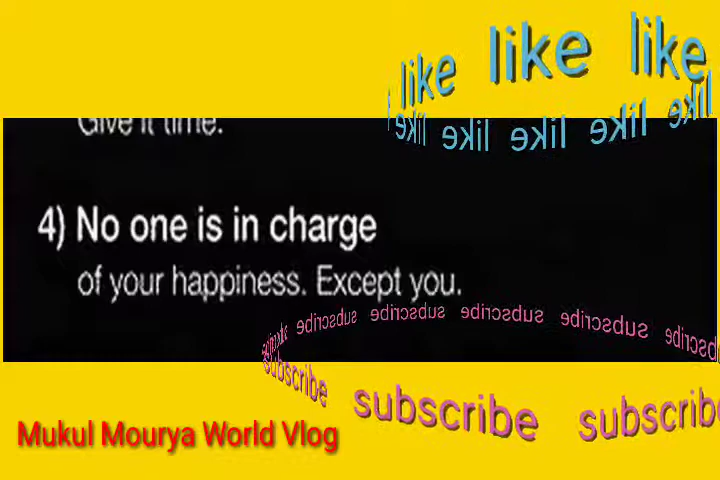 like like like
like like like like like
Give it time.
4) No one is in charge
of your happiness. Except you.
subscribe subscribe subscribe subscribe subscribe
subscribe subscribe subscribe
Mukul Mourya World Vlog